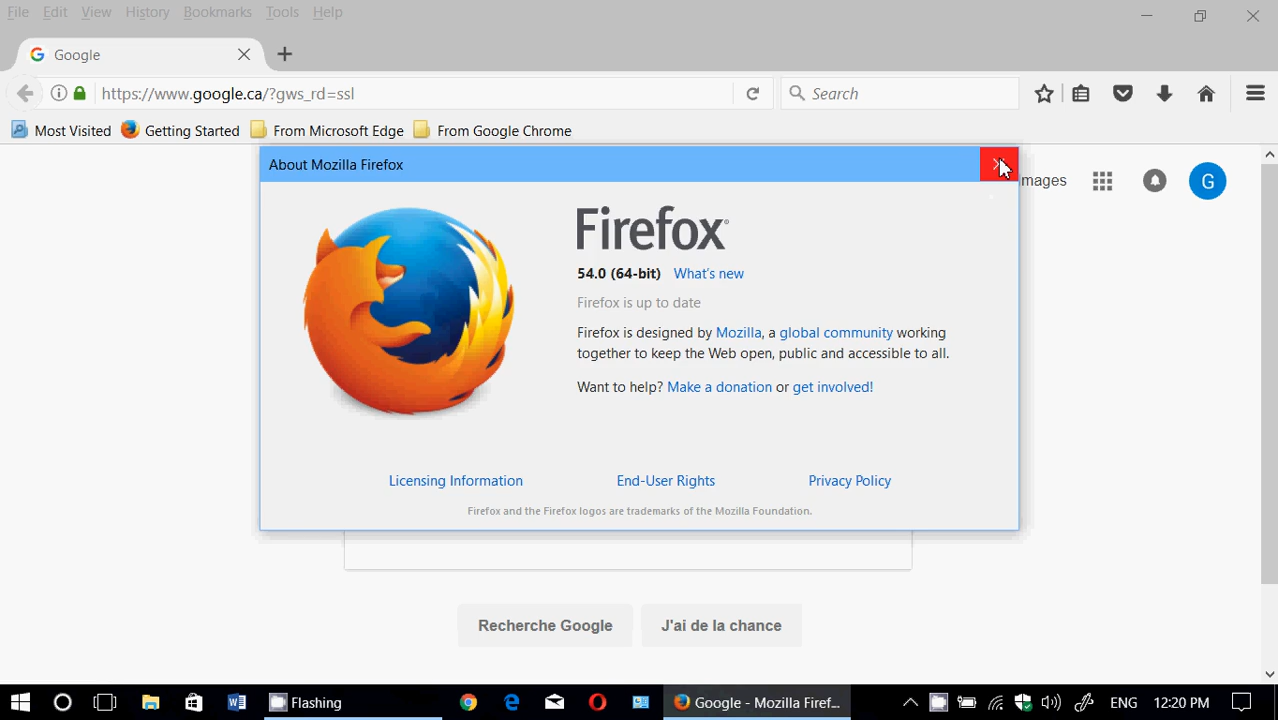 File Edit View History Bookmarks Tools Help
Google
https://www.google.ca/?gws_rd=ssl
Search
Most Visited Getting Started From Microsoft Edge From Google Chrome
About Mozilla Firefox
mages
G
Firefox®
54.0 (64-bit) What's new
Firefox is up to date
Firefox is designed by Mozilla, a global community working
together to keep the Web open, public and accessible to all.
Want to help? Make a donation or get involved!
Licensing Information End-User Rights Privacy Policy
Firefox and the Firefox logos are trademarks of the Mozilla Foundation.
Recherche Google J'ai de la chance
Flashing Google - Mozilla Firef... ENG 12:20 PM